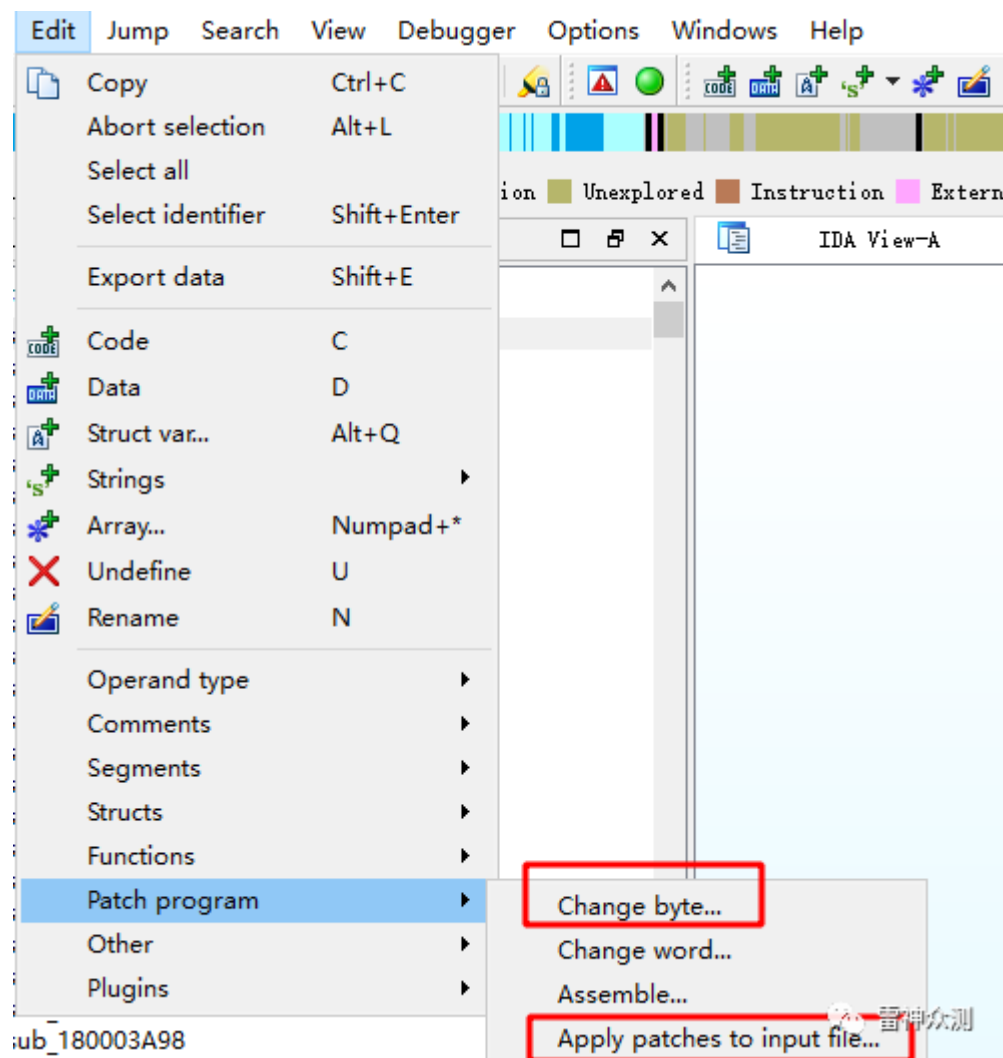 Edit Jump Search View Debugger Options Windows Help
Copy Ctrl+C
Abort selection Alt+L
Select all
Select identifier Shift+Enter
ion Unexplored Instruction Extern
IDA View-A
Export data Shift+E
Code C
Data D
Struct var... Alt+Q
Strings
Array... Numpad+*
Undefine U
Rename N
Operand type
Comments
Segments
Structs
Functions
Patch program
Change byte...
Other
Change word...
Plugins
Assemble...
雷神众测
Apply patches to input file...
sub_180003A98